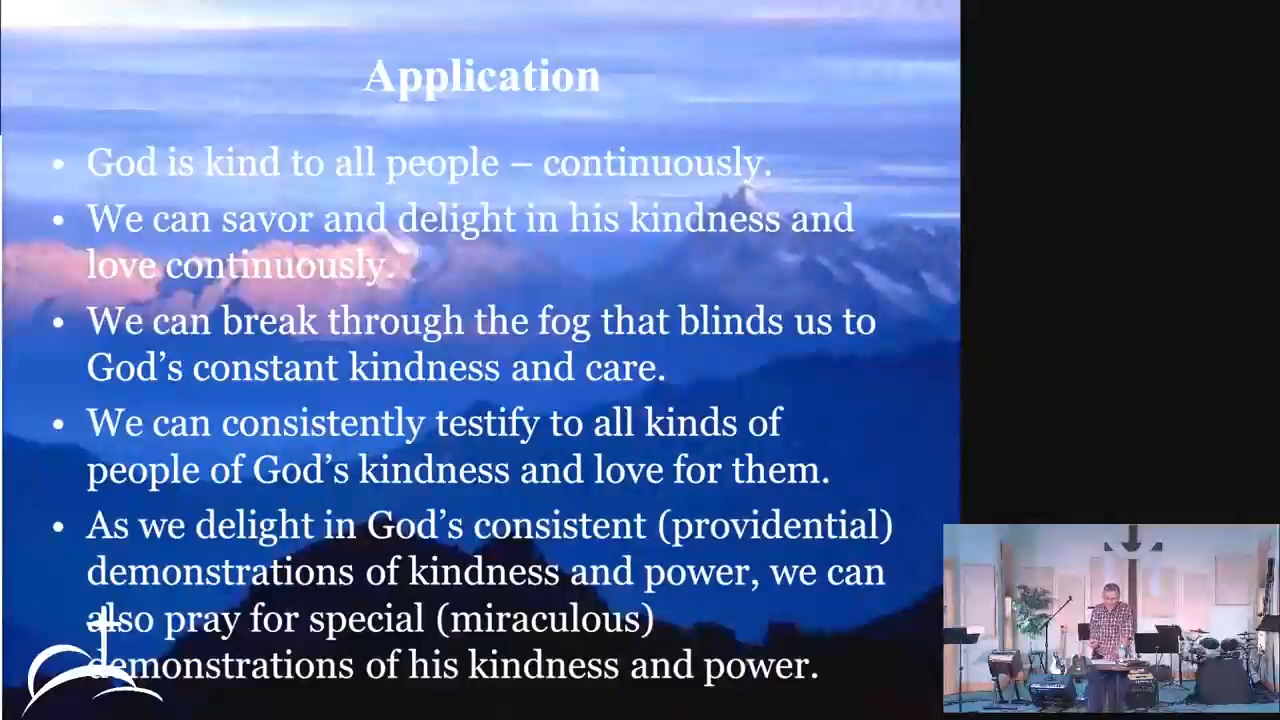 Application
• God is kind to all people – continuously.
• We can savor and delight in his kindness and
love continuously.
• We can break through the fog that blinds us to
God’s constant kindness and care.
• We can consistently testify to all kinds of
people of God’s kindness and love for them.
• As we delight in God’s consistent (providential)
demonstrations of kindness and power, we can
also pray for special (miraculous)
demonstrations of his kindness and power.